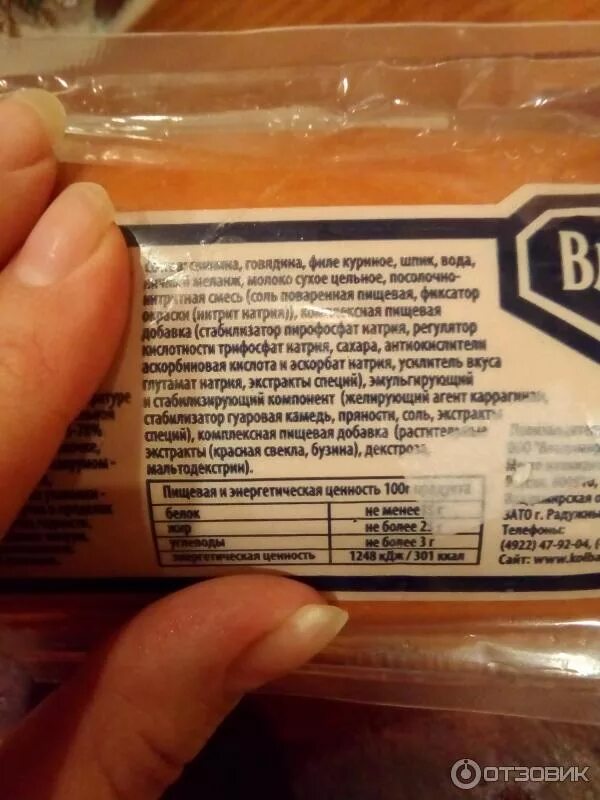 свинина, говядина, филе куриное, шпик, вода,
меланж, молоко сухое цельное, посолочно-
нитритная смесь (соль поваренная пищевая, фиксатор
окраски (нитрит натрия)), комплексная пищевая
добавка (стабилизатор пирофосфат натрия, регулятор
кислотности трифосфат натрия, сахара, антиокислители
аскорбиновая кислота и аскорбат натрия, усилитель вкуса
глутамат натрия, экстракты специй), эмульгирующий
и стабилизирующий компонент (желирующий агент каррагинан,
стабилизатор гуаровая камедь, пряности, соль, экстракты
специй), комплексная пищевая добавка (растительные
экстракты (красная свекла, бузина), декстроза,
мальтодекстрин).
Пищевая и энергетическая ценность 100г продукта
белок не менее г
жир не более 2
углеводы не более 3 г
энергетическая ценность 1248 кДж / 301 ккал
ЗАТО г. Радужный
Телефоны:
(4922) 47-92-04,
Сайт: www.kolba
ОТЗОВИК